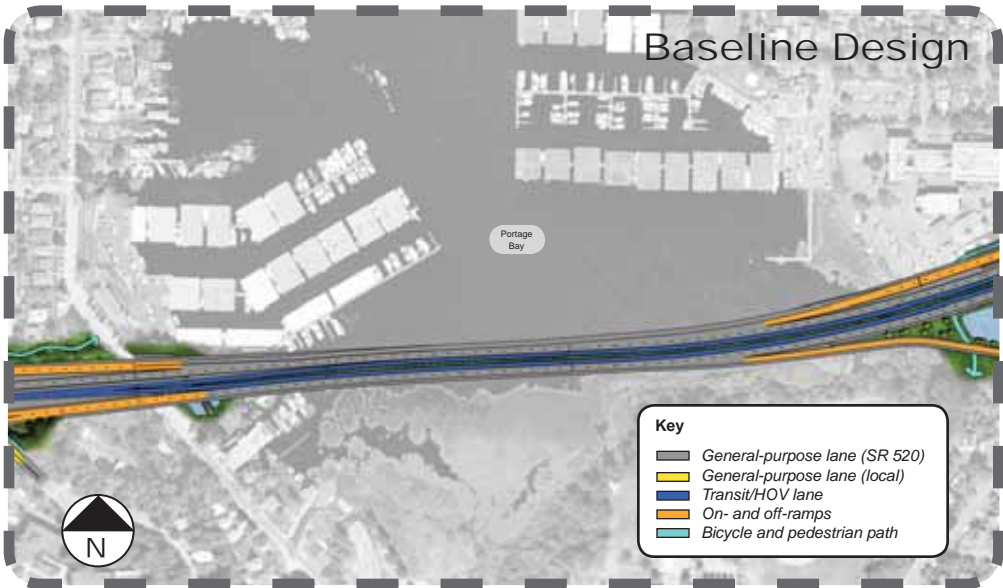 Baseline Design
Portage
Bay
Key
General-purpose lane (SR 520)
General-purpose lane (local)
Transit/HOV lane
On- and off-ramps
Bicycle and pedestrian path
N